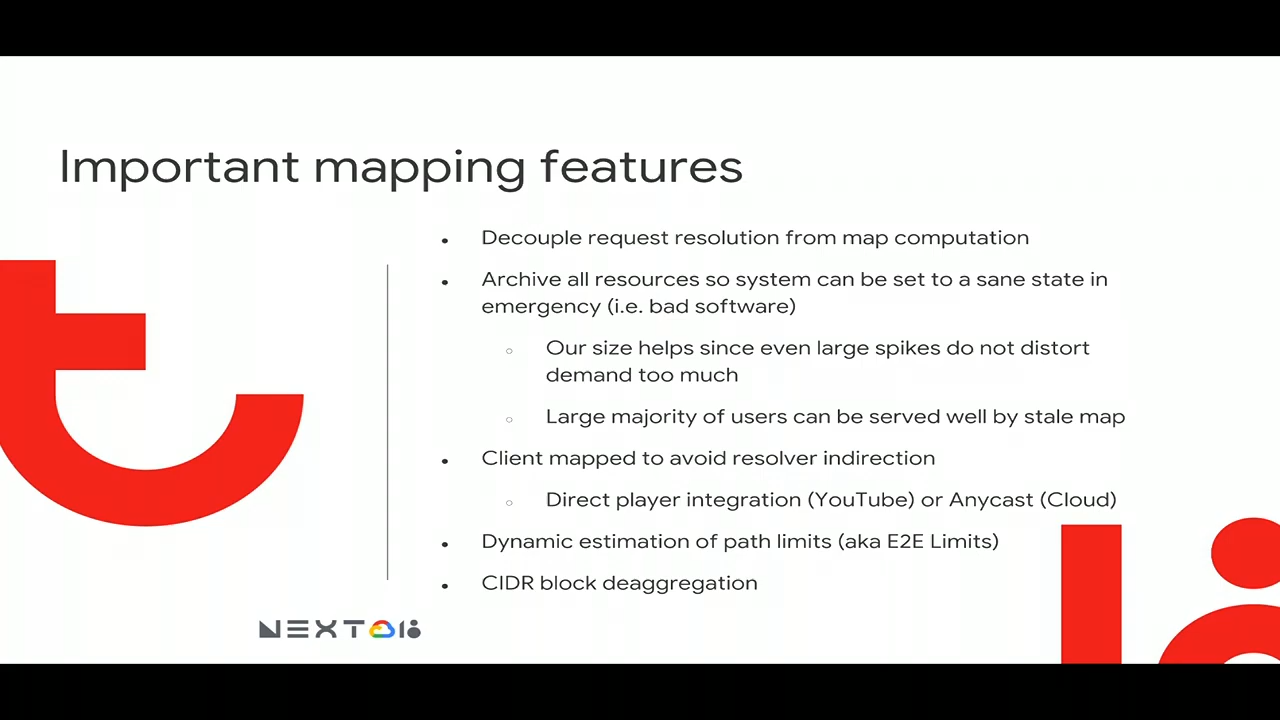 Important mapping features
• Decouple request resolution from map computation
• Archive all resources so system can be set to a sane state in
emergency (i.e. bad software)
○ Our size helps since even large spikes do not distort
demand too much
○ Large majority of users can be served well by stale map
• Client mapped to avoid resolver indirection
○ Direct player integration (YouTube) or Anycast (Cloud)
• Dynamic estimation of path limits (aka E2E Limits)
• CIDR block deaggregation
NEXT 18